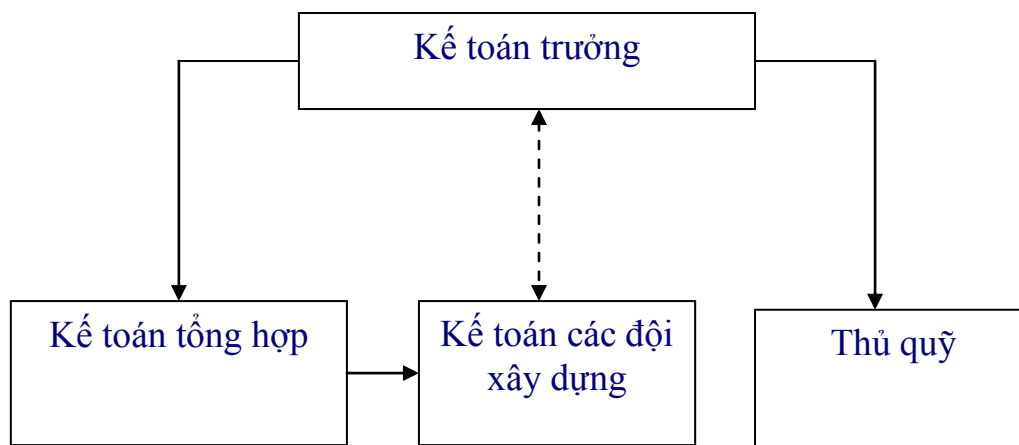 Kế toán trưởng
Kế toán tổng hợp
Kế toán các đội
xây dựng
Thủ quỹ